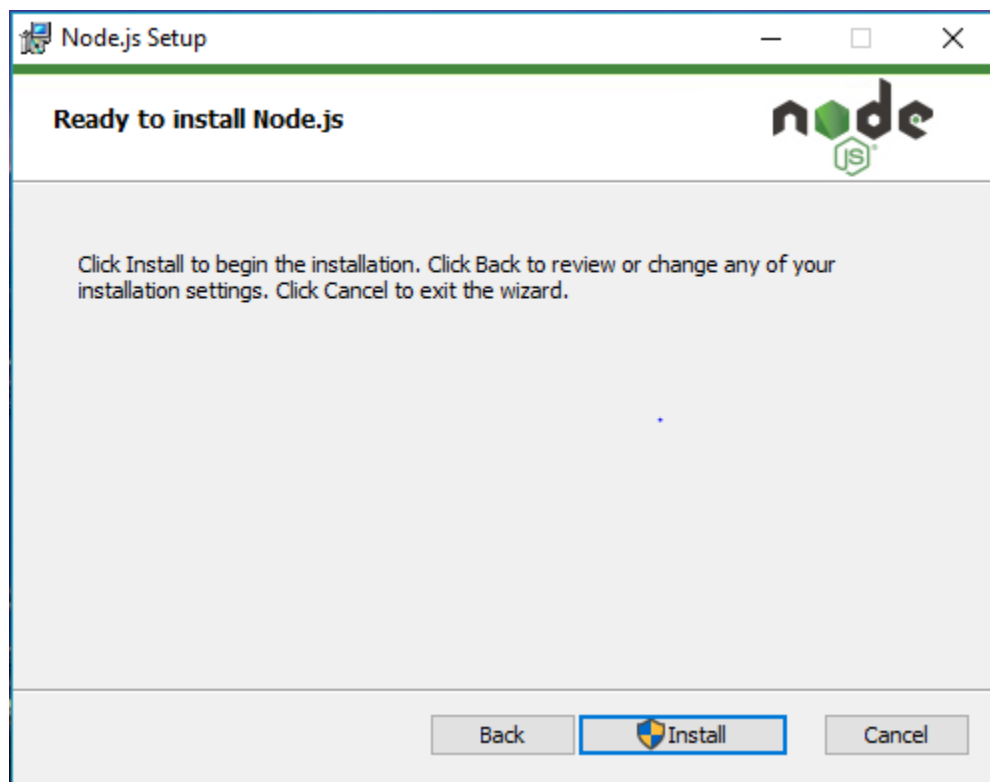 Node.js Setup
Ready to install Node.js
node
JS
Click Install to begin the installation. Click Back to review or change any of your
installation settings. Click Cancel to exit the wizard.
Back
Install
Cancel